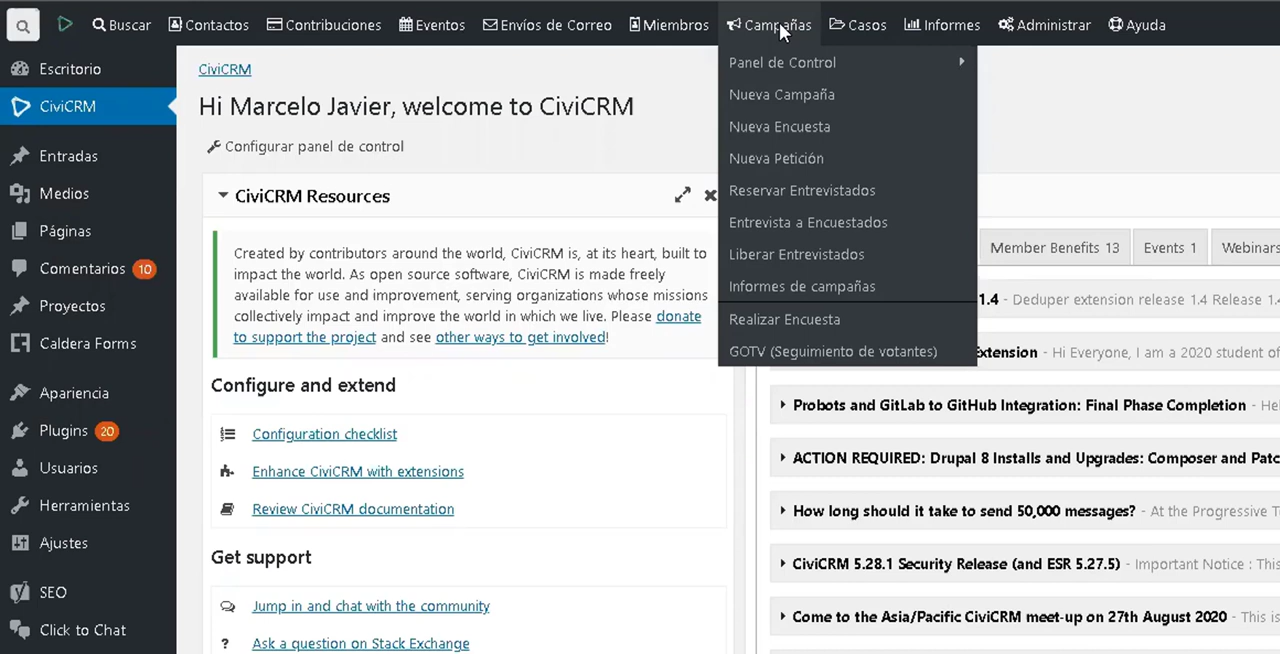 Buscar Contactos Contribuciones Eventos Envíos de Correo Miembros Campañas Casos Informes Administrar Ayuda
Escritorio
CiviCRM
Entradas
Medios
Páginas
Comentarios 10
Proyectos
Caldera Forms
Apariencia
Plugins 20
Usuarios
Herramientas
Ajustes
SEO
Click to Chat
CiviCRM
Hi Marcelo Javier, welcome to CiviCRM
Configurar panel de control
CiviCRM Resources
Created by contributors around the world, CiviCRM is, at its heart, built to
impact the world. As open source software, CiviCRM is made freely
available for use and improvement, serving organizations whose missions
collectively impact and improve the world in which we live. Please donate
to support the project and see other ways to get involved!
Configure and extend
Configuration checklist
Enhance CiviCRM with extensions
Review CiviCRM documentation
Get support
Jump in and chat with the community
Ask a question on Stack Exchange
Panel de Control
Nueva Campaña
Nueva Encuesta
Nueva Petición
Reservar Entrevistados
Entrevista a Encuestados
Liberar Entrevistados
Informes de campañas
Realizar Encuesta
GOTV (Seguimiento de votantes)
Member Benefits 13 Events 1 Webinars
1.4 - Deduper extension release 1.4 Release 1.4
Extension - Hi Everyone, I am a 2020 student of
Probots and GitLab to GitHub Integration: Final Phase Completion - Hel
ACTION REQUIRED: Drupal 8 Installs and Upgrades: Composer and Patc
How long should it take to send 50,000 messages? - At the Progressive T
CiviCRM 5.28.1 Security Release (and ESR 5.27.5) - Important Notice : This
Come to the Asia/Pacific CiviCRM meet-up on 27th August 2020 - This is